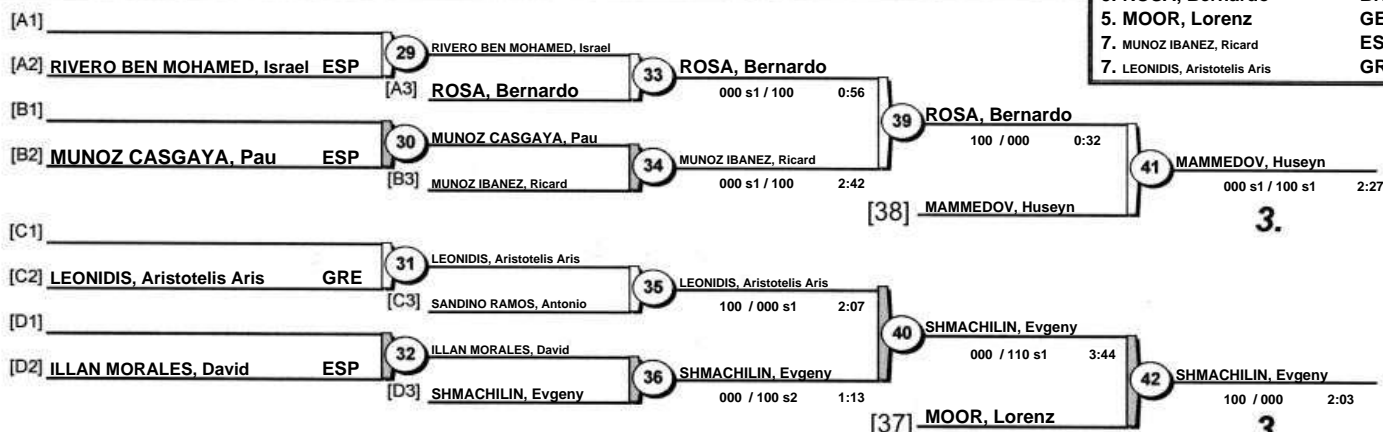 5. MOOR, Lorenz
7. MUNOZ IBANEZ, Ricard
7. LEONIDIS, Aristotelis Aris
[A1]
[A2] RIVERO BEN MOHAMED, Israel ESP
29
RIVERO BEN MOHAMED, Israel
[A3] ROSA, Bernardo
33
ROSA, Bernardo
000 s1 / 100 0:56
[B1]
[B2] MUNOZ CASGAYA, Pau ESP
30
MUNOZ CASGAYA, Pau
[B3] MUNOZ IBANEZ, Ricard
34
MUNOZ IBANEZ, Ricard
000 s1 / 100 2:42
39
ROSA, Bernardo
100 / 000 0:32
[38] MAMMEDOV, Huseyn
41
MAMMEDOV, Huseyn
000 s1 / 100 s1 2:27
3.
[C1]
[C2] LEONIDIS, Aristotelis Aris GRE
31
LEONIDIS, Aristotelis Aris
[C3] SANDINO RAMOS, Antonio
35
LEONIDIS, Aristotelis Aris
100 / 000 s1 2:07
[D1]
[D2] ILLAN MORALES, David ESP
32
ILLAN MORALES, David
[D3] SHMACHILIN, Evgeny
36
SHMACHILIN, Evgeny
000 / 100 s2 1:13
40
SHMACHILIN, Evgeny
000 / 110 s1 3:44
[37] MOOR, Lorenz
42
SHMACHILIN, Evgeny
100 / 000 2:03